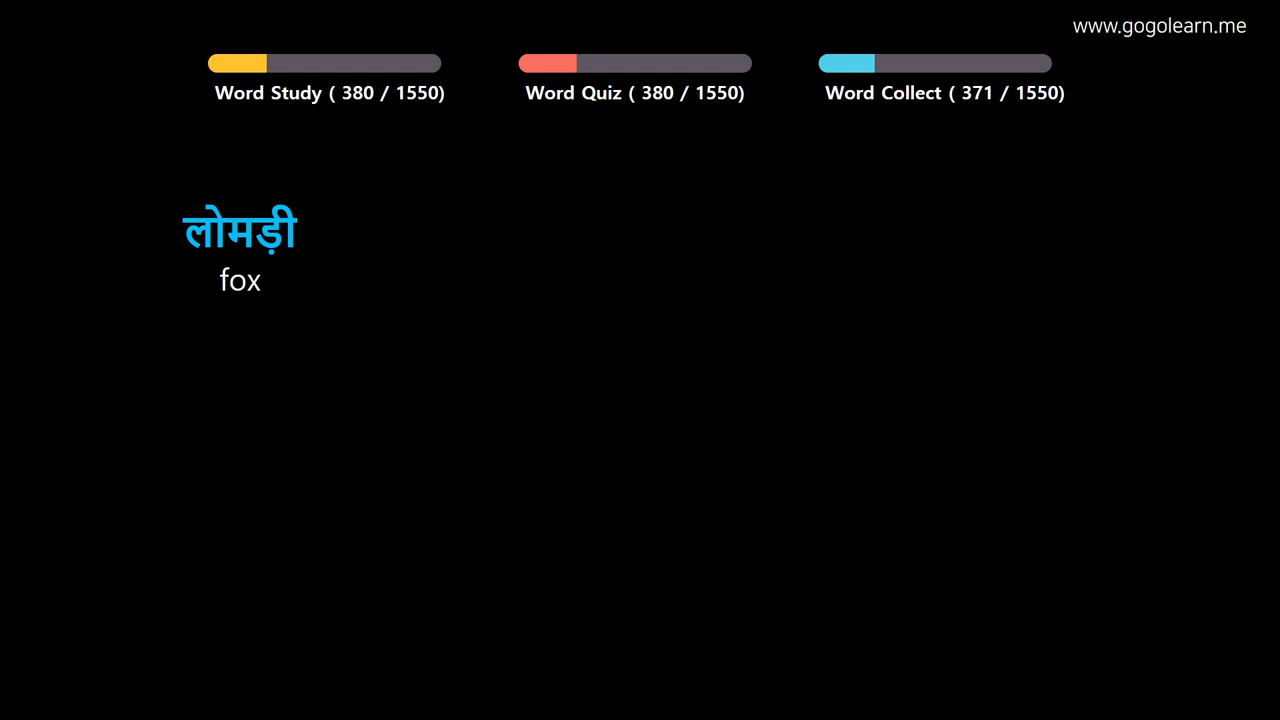 www.gogolearn.me
Word Study ( 380 / 1550)
Word Quiz ( 380 / 1550)
Word Collect ( 371 / 1550)
लोमड़ी
fox